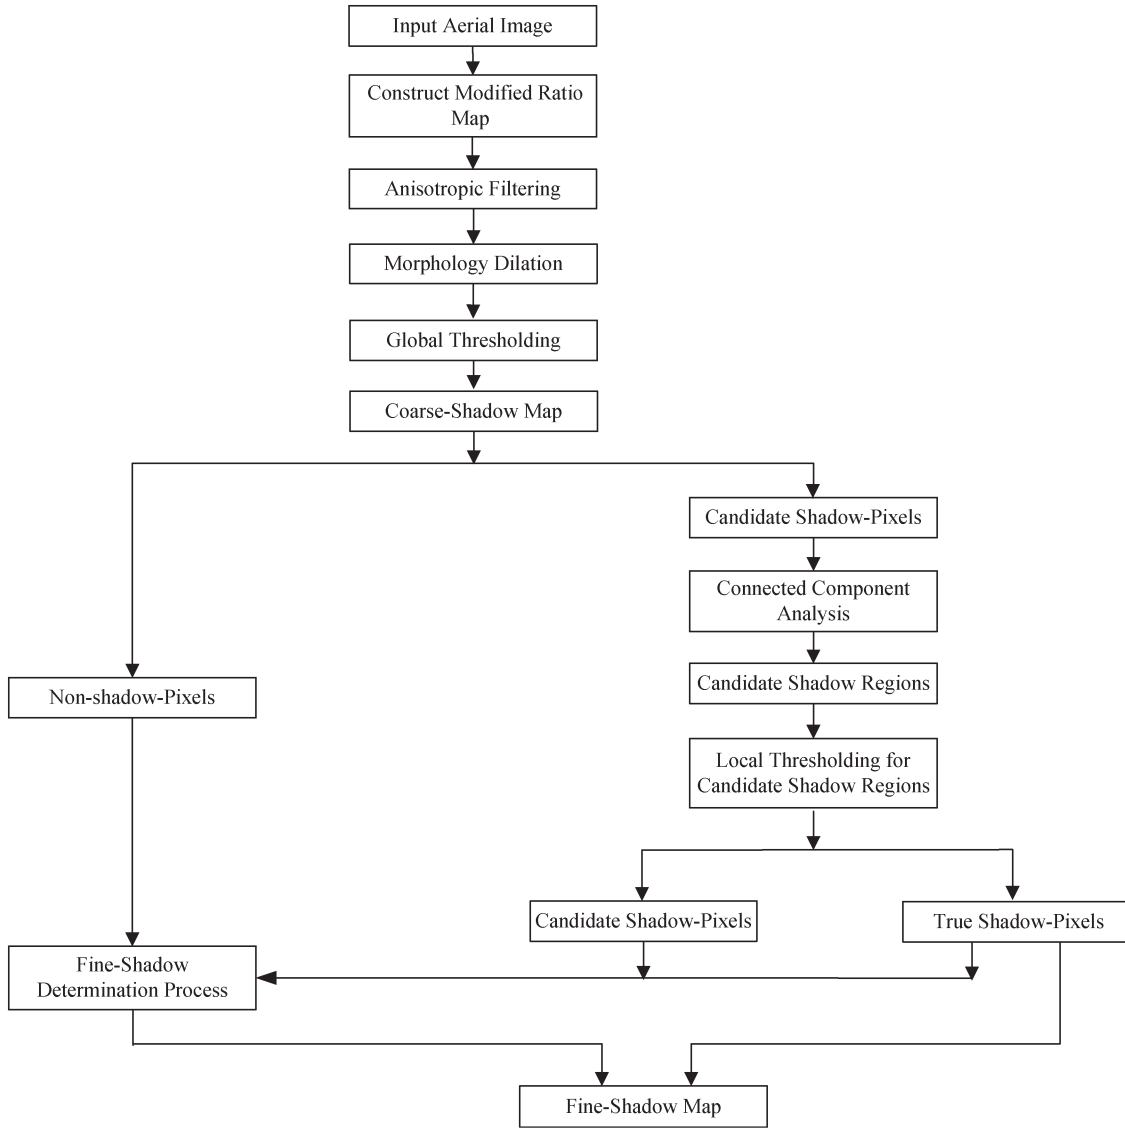 Input Aerial Image
Construct Modified Ratio
Map
Anisotropic Filtering
Morphology Dilation
Global Thresholding
Coarse-Shadow Map
Candidate Shadow-Pixels
Connected Component
Analysis
Non-shadow-Pixels
Candidate Shadow Regions
Local Thresholding for
Candidate Shadow Regions
Candidate Shadow-Pixels
True Shadow-Pixels
Fine-Shadow
Determination Process
Fine-Shadow Map